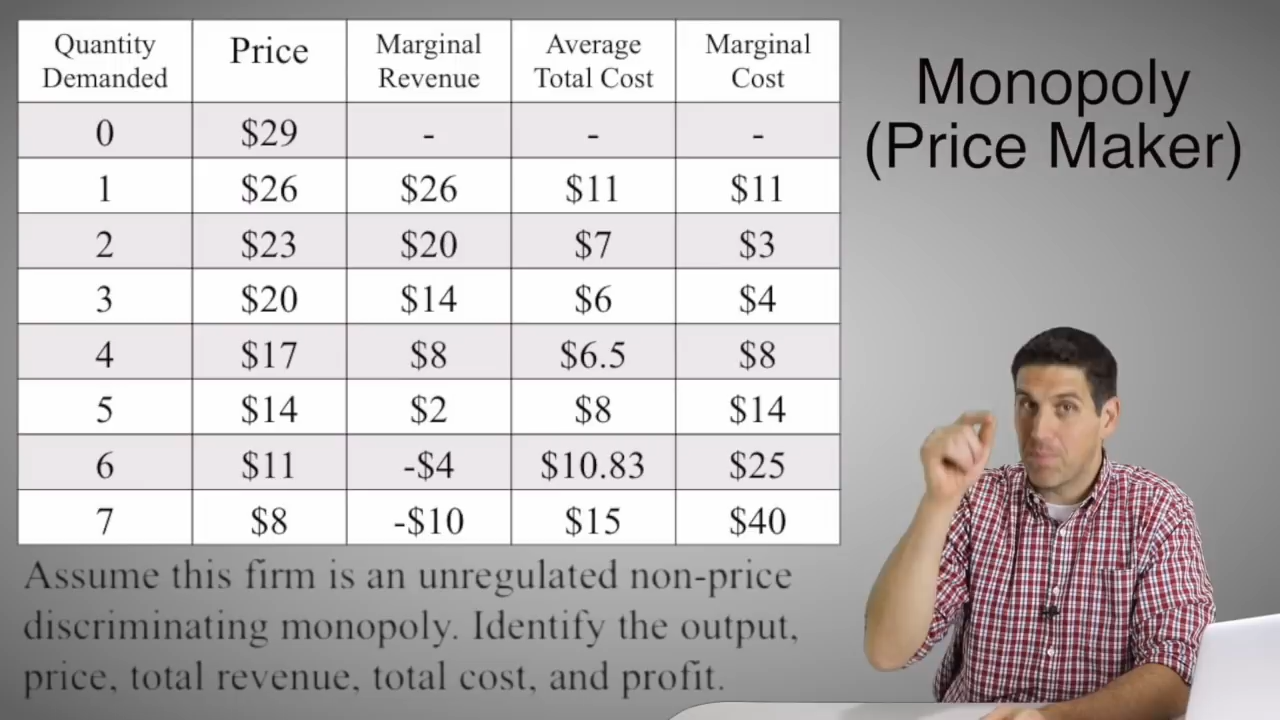 Quantity Demanded Price Marginal Revenue Average Total Cost Marginal Cost
0 $29 - - -
1 $26 $26 $11 $11
2 $23 $20 $7 $3
3 $20 $14 $6 $4
4 $17 $8 $6.5 $8
5 $14 $2 $8 $14
6 $11 -$4 $10.83 $25
7 $8 -$10 $15 $40
Assume this firm is an unregulated non-price
discriminating monopoly. Identify the output,
price, total revenue, total cost, and profit.
Monopoly
(Price Maker)